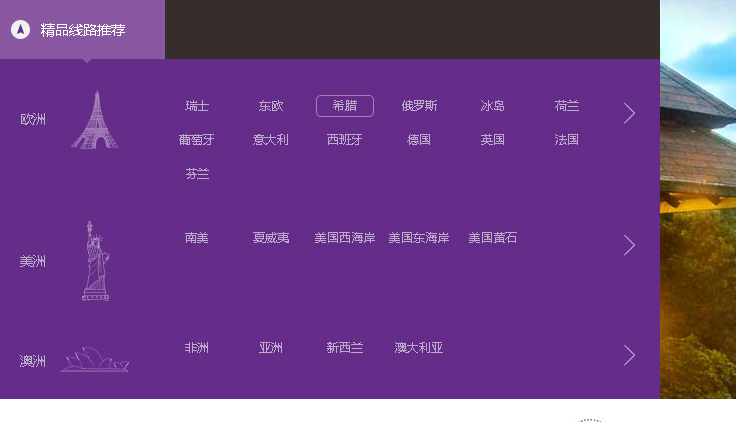 精品线路推荐
欧洲
瑞士 东欧 希腊 俄罗斯 冰岛 荷兰
葡萄牙 意大利 西班牙 德国 英国 法国
芬兰
美洲
南美 夏威夷 美国西海岸 美国东海岸 美国黄石
澳洲
非洲 亚洲 新西兰 澳大利亚